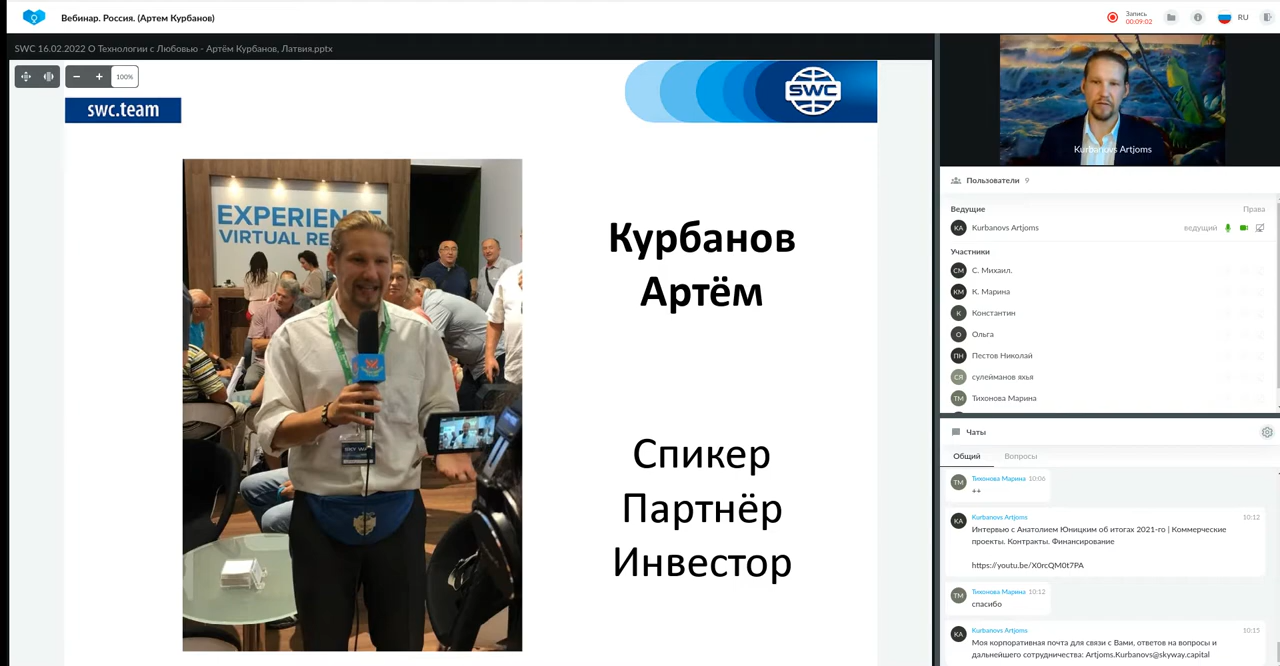 Вебинар. Россия. (Артем Курбанов)
Запись
00:09:02
RU
SWC 16.02.2022 О Технологии с Любовью - Артём Курбанов, Латвия.pptx
100%
swc.team
SWC
EXPERIENCE
VIRTUAL RE
SKY WA
Курбанов
Артём
Спикер
Партнёр
Инвестор
Kurbanovs Artjoms
Пользователи 9
Ведущие Права
KA Kurbanovs Artjoms ведущий
Участники
СМ С. Михаил.
КМ К. Марина
К Константин
О Ольга
ПН Пестов Николай
СЯ сулейманов яхья
ТМ Тихонова Марина
Чаты
Общий Вопросы
ТМ Тихонова Марина 10:06
++
KA Kurbanovs Artjoms 10:12
Интервью с Анатолием Юницким об итогах 2021-го | Коммерческие
проекты. Контракты. Финансирование
https://youtu.be/X0rcQM0t7PA
ТМ Тихонова Марина 10:12
спасибо
KA Kurbanovs Artjoms 10:15
Моя корпоративная почта для связи с Вами, ответов на вопросы и
дальнейшего сотрудничества: Artjoms.Kurbanovs@skyway.capital